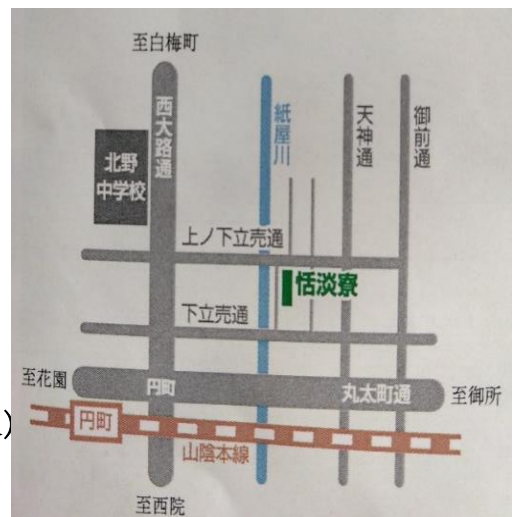 至白梅町
西大路通
紙屋川
天神通
御前通
北野
中学校
上ノ下立売通
恬淡寮
下立売通
至花園
円町
丸太町通
至御所
円町
山陰本線
至西院
)